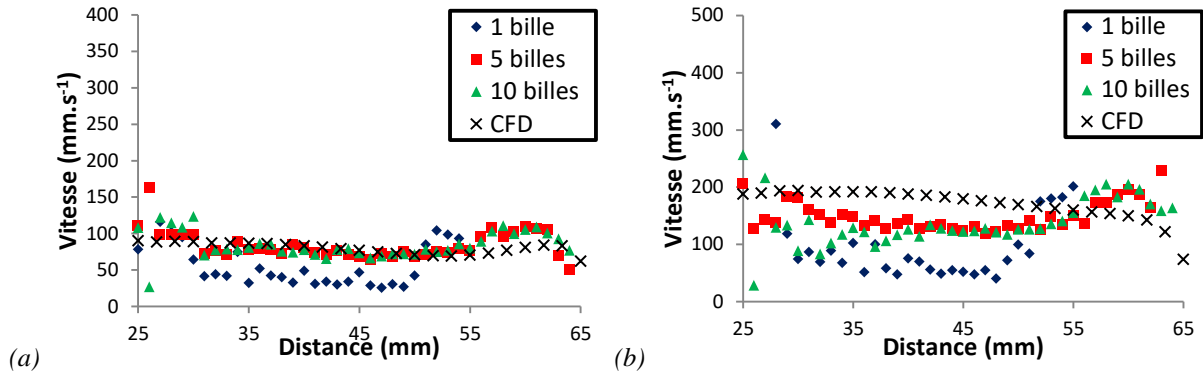 400
350
300
250
200
150
100
50
0
Vitesse (mm.s⁻¹)
25 35 45 55 65
Distance (mm)
1 bille
5 billes
10 billes
CFD
(a)
500
400
300
200
100
0
Vitesse (mm.s⁻¹)
25 35 45 55 65
Distance (mm)
1 bille
5 billes
10 billes
CFD
(b)